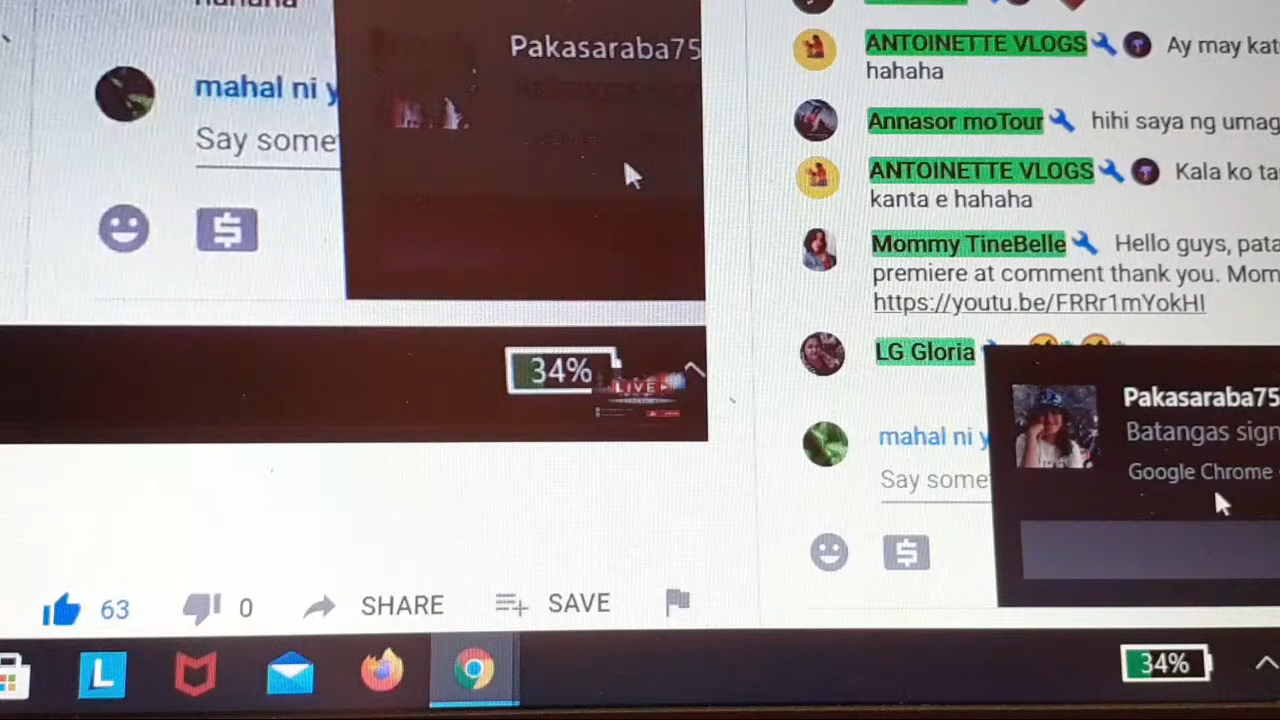 hahaha
Pakasaraba75
mahal ni y
Say some
34%
LIVE
ANTOINETTE VLOGS Ay may kat
hahaha
Annasor moTour hihi saya ng umag
ANTOINETTE VLOGS Kala ko ta
kanta e hahaha
Mommy TineBelle Hello guys, pata
premiere at comment thank you. Mom
https://youtu.be/FRRr1mYokHI
LG Gloria
Pakasaraba75
Batangas sign
Google Chrome
mahal ni y
Say some
63 0 SHARE SAVE
L
34%